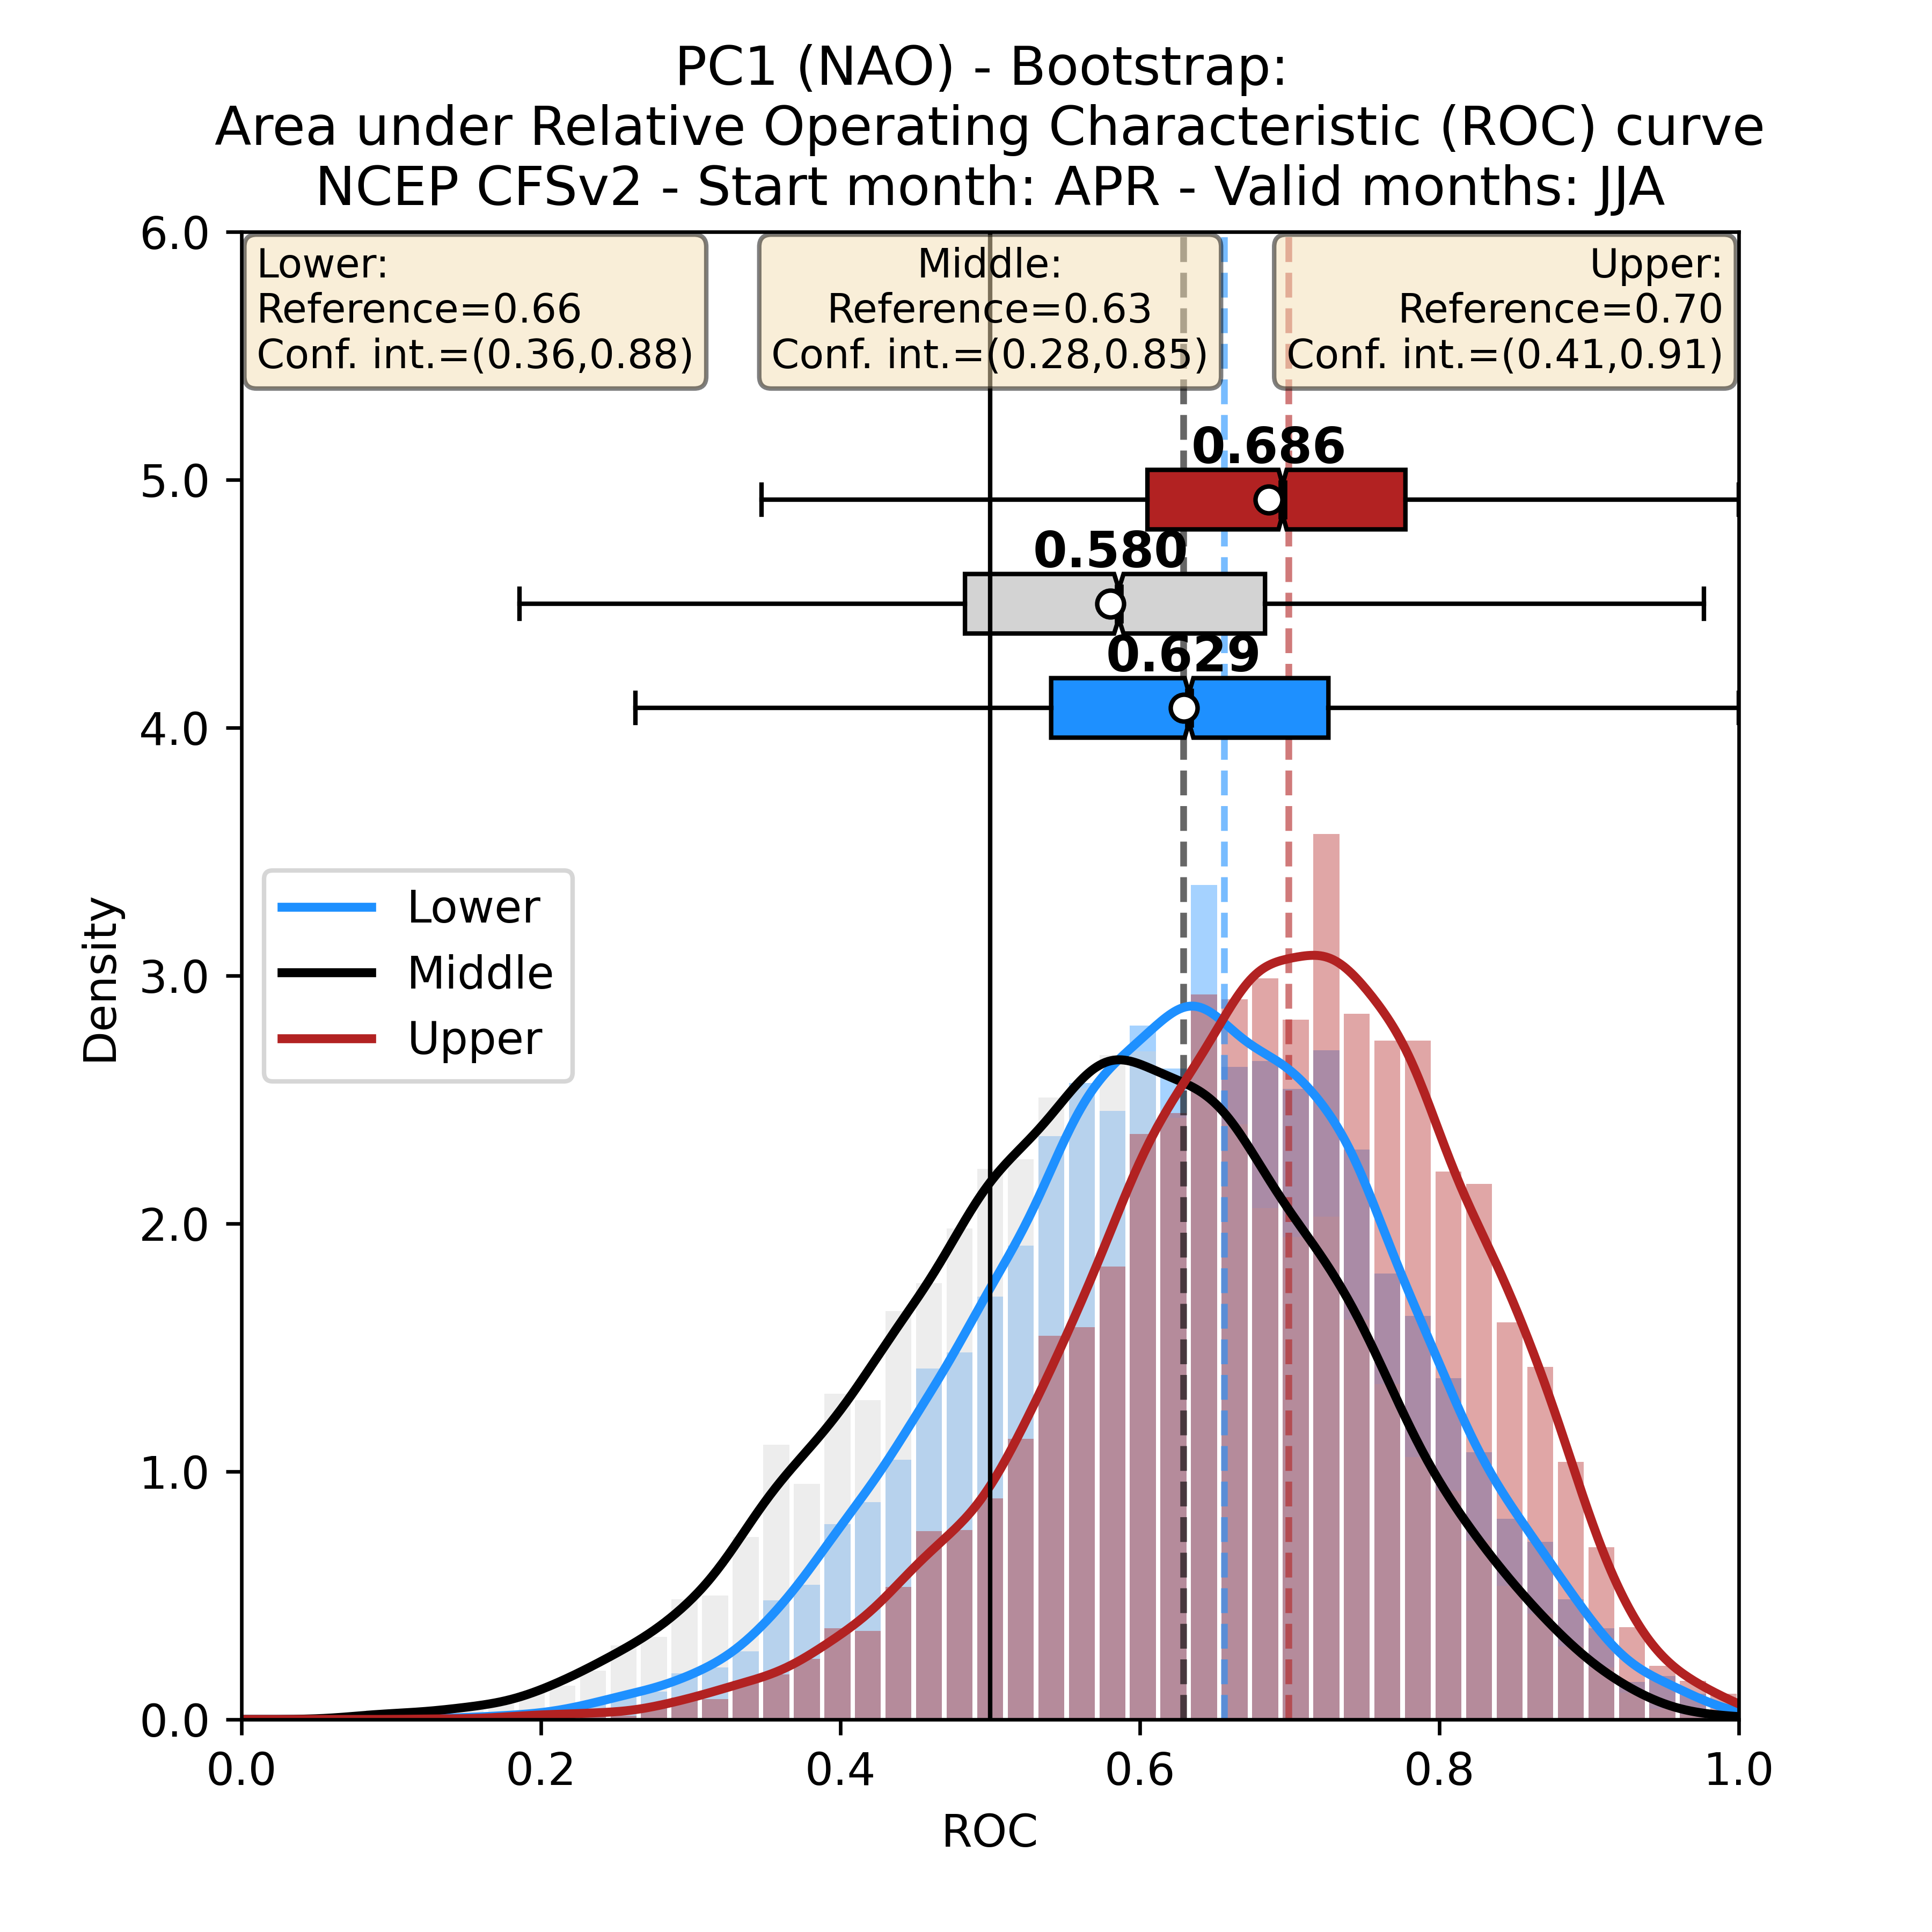 PC1 (NAO) - Bootstrap:
Area under Relative Operating Characteristic (ROC) curve
NCEP CFSv2 - Start month: APR - Valid months: JJA
6.0
5.0
4.0
3.0
2.0
1.0
0.0
Density
Lower:
Reference=0.66
Conf. int.=(0.36,0.88)
Middle:
Reference=0.63
Conf. int.=(0.28,0.85)
Upper:
Reference=0.70
Conf. int.=(0.41,0.91)
0.686
0.580
0.629
Lower
Middle
Upper
0.0 0.2 0.4 0.6 0.8 1.0
ROC